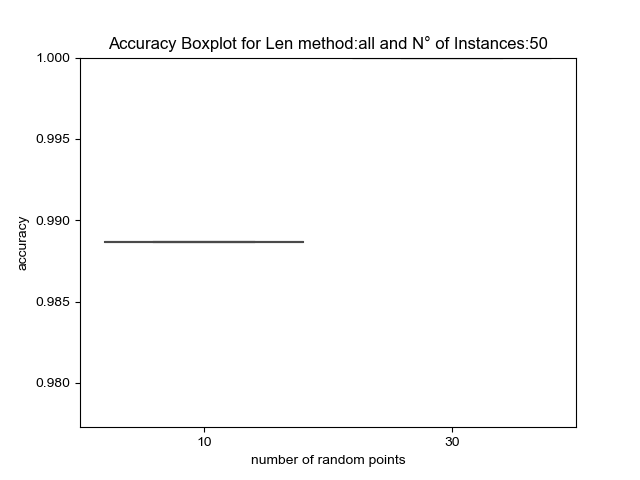 Accuracy Boxplot for Len method:all and N° of Instances:50
1.000
0.995
0.990
0.985
0.980
accuracy
10
30
number of random points